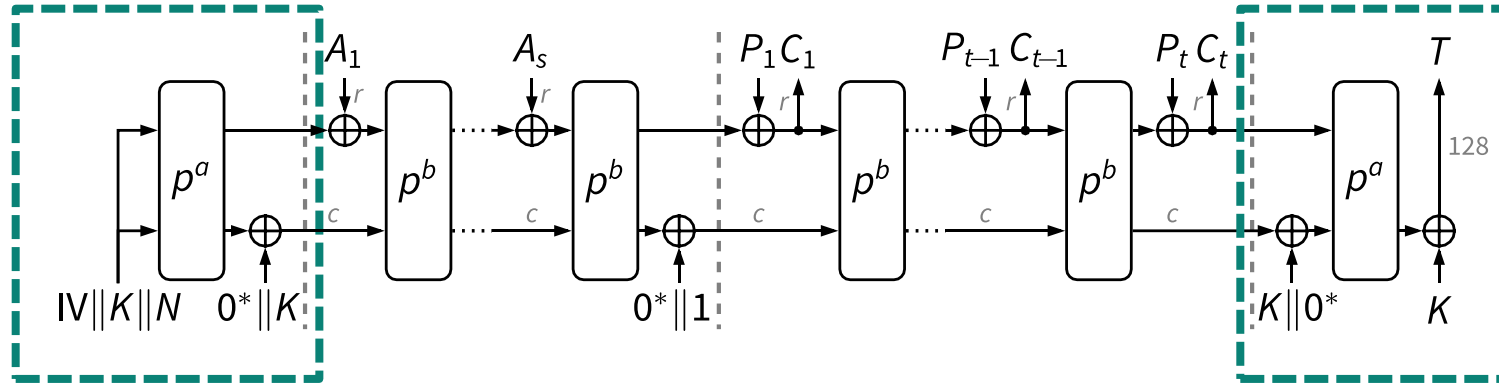 A₁ Aₛ P₁ C₁ Pₜ₋₁ Cₜ₋₁ Pₜ Cₜ T
r r r r r
pᵃ pᵇ pᵇ pᵇ pᵇ pᵃ 128
c c c c c
IV‖K‖N 0*‖K 0*‖1 K‖0* K